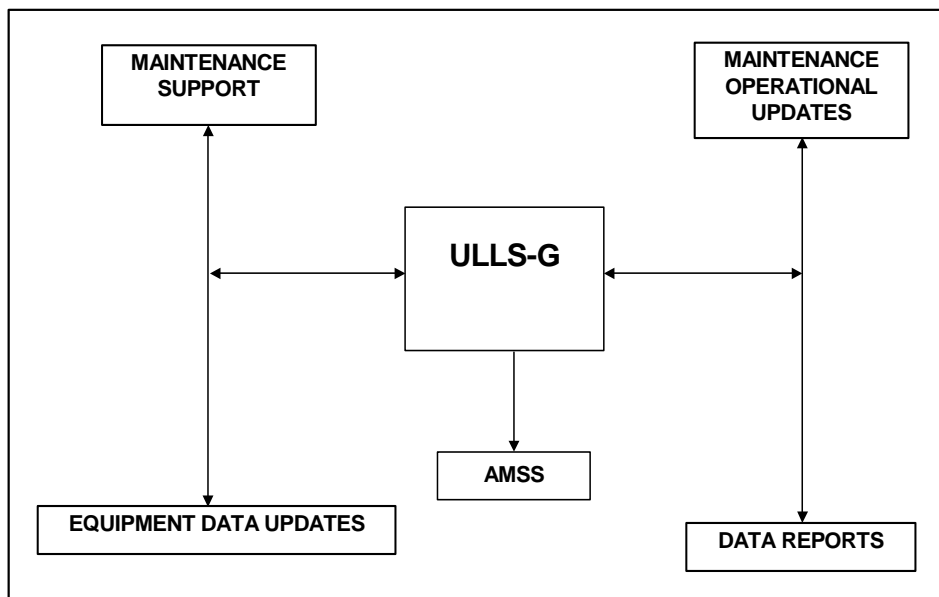 MAINTENANCE
SUPPORT
MAINTENANCE
OPERATIONAL
UPDATES
ULLS-G
AMSS
EQUIPMENT DATA UPDATES
DATA REPORTS